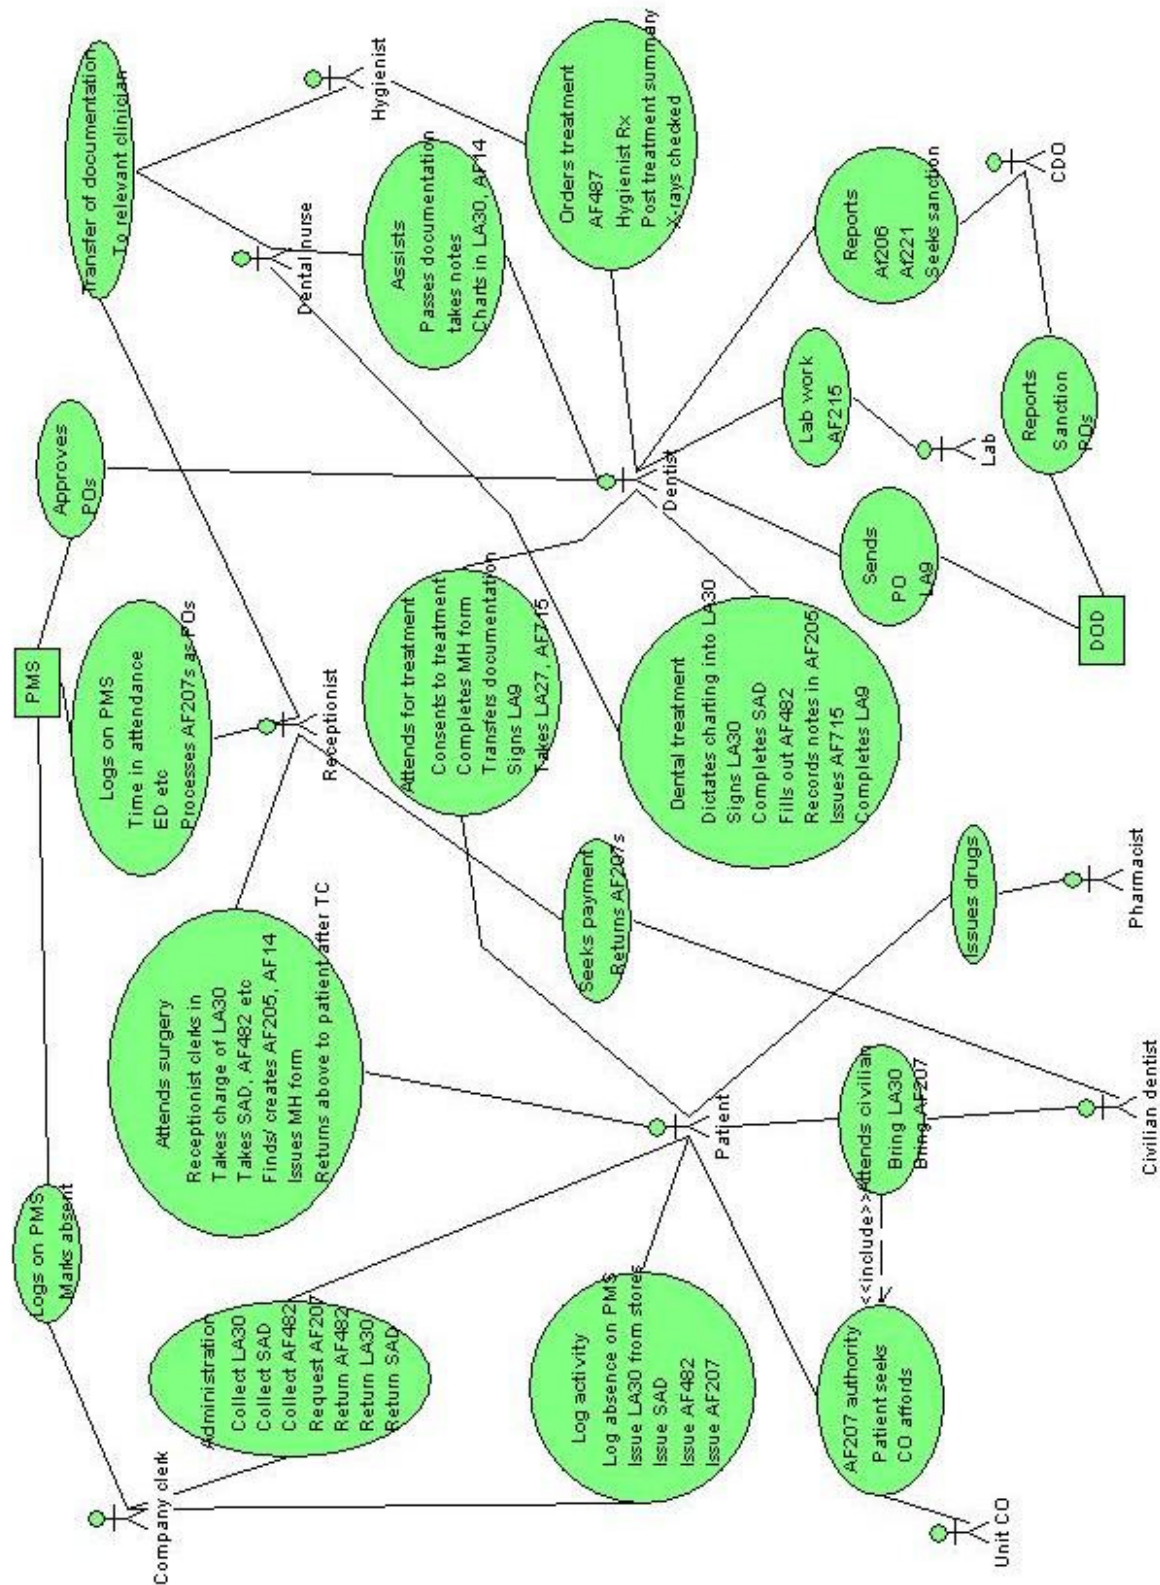 Company clerk
Logs on PMS
Marks absent
PMS
Approves
POs
Transfer of documentation
To relevant clinician
Logs on PMS
Time in attendance
ED etc
Processes AF207s as POs
Administration
Collect LA30
Collect SAD
Collect AF482
Request AF207
Return AF482
Return LA30
Return SAD
Attends surgery
Receptionist clerks in
Takes charge of LA30
Takes SAD, AF482 etc
Finds/ creates AF205, AF14
Issues MH form
Returns above to patient after TC
Receptionist
Dental nurse
Hygienist
Attends for treatment
Consents to treatment
Completes MH form
Transfers documentation
Signs LA9
Takes LA27, AF715
Assists
Passes documentation
takes notes
Charts in LA30, AF14
Orders treatment
AF487
Hygienist Rx
Post treatment summary
X-rays checked
Log activity
Log absence on PMS
Issue LA30 from stores
Issue SAD
Issue AF482
Issue AF207
Seeks payment
Returns AF207s
Patient
Dentist
Dental treatment
Dictates charting into LA30
Signs LA30
Completes SAD
Fills out AF482
Records notes in AF205
Issues AF715
Completes LA9
AF207 authority
Patient seeks
CO affords
<<include>>
Attends civilian
Bring LA30
Bring AF207
Lab work
AF215
Reports
Af206
Af221
Seeks sanction
Sends
PO
LA9
Issues drugs
Unit CO
Lab
CDO
Reports
Sanction
POs
DOD
Civilian dentist
Pharmacist